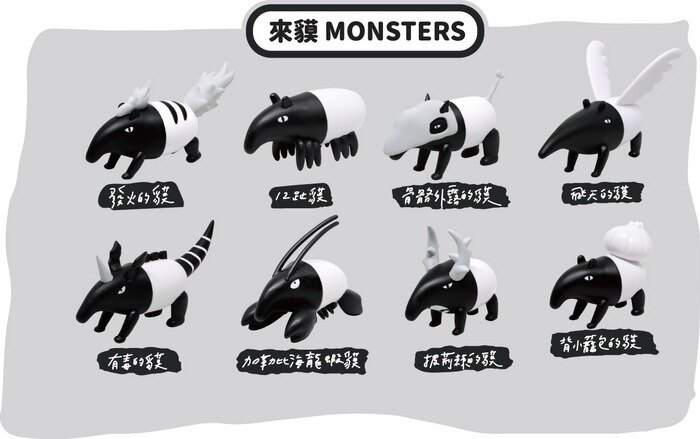 來貘 MONSTERS
發火的貘
12趾貘
骨骼外露的貘
飛天的貘
有毒的貘
加勒比海龍蝦貘
披荊棘的貘
背小籠包的貘